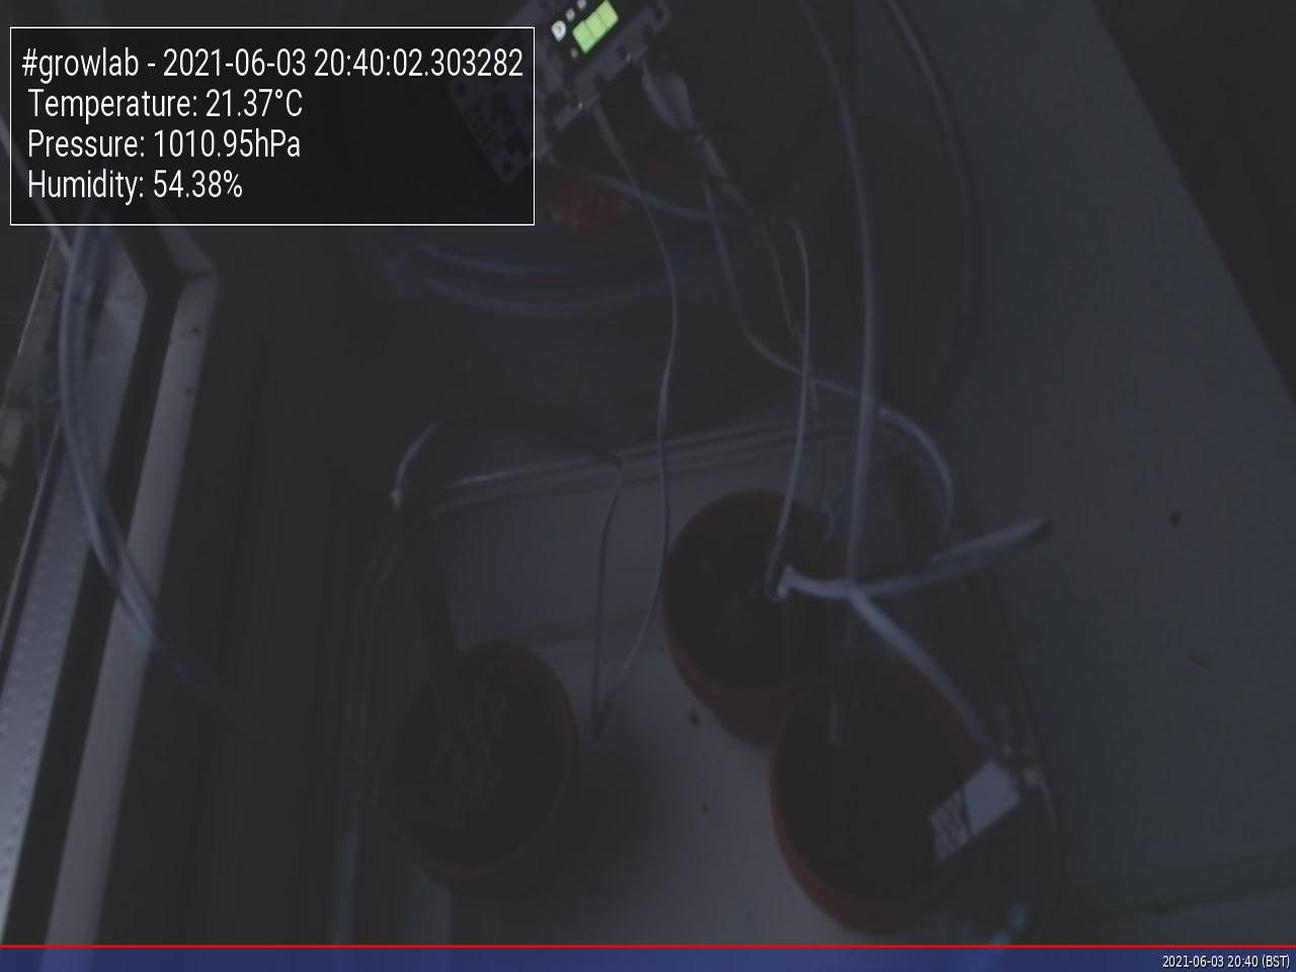 #growlab - 2021-06-03 20:40:02.303282
Temperature: 21.37°C
Pressure: 1010.95hPa
Humidity: 54.38%
2021-06-03 20:40 (BST)